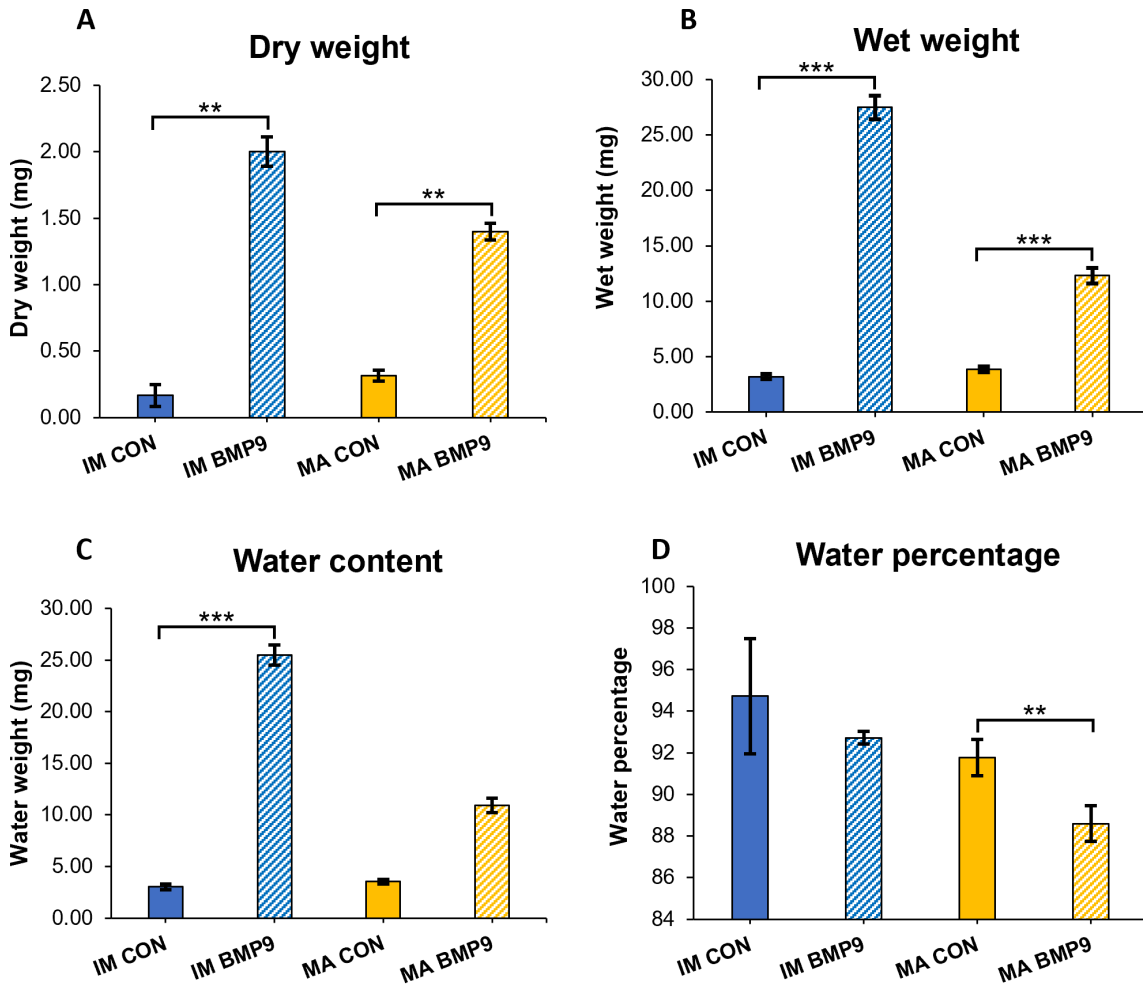 A
Dry weight
Dry weight (mg)
2.50
2.00
1.50
1.00
0.50
0.00
**
**
IM CON
IM BMP9
MA CON
MA BMP9
B
Wet weight
Wet weight (mg)
30.00
25.00
20.00
15.00
10.00
5.00
0.00
***
***
IM CON
IM BMP9
MA CON
MA BMP9
C
Water content
Water weight (mg)
30.00
25.00
20.00
15.00
10.00
5.00
0.00
***
IM CON
IM BMP9
MA CON
MA BMP9
D
Water percentage
Water percentage
100
98
96
94
92
90
88
86
84
**
IM CON
IM BMP9
MA CON
MA BMP9